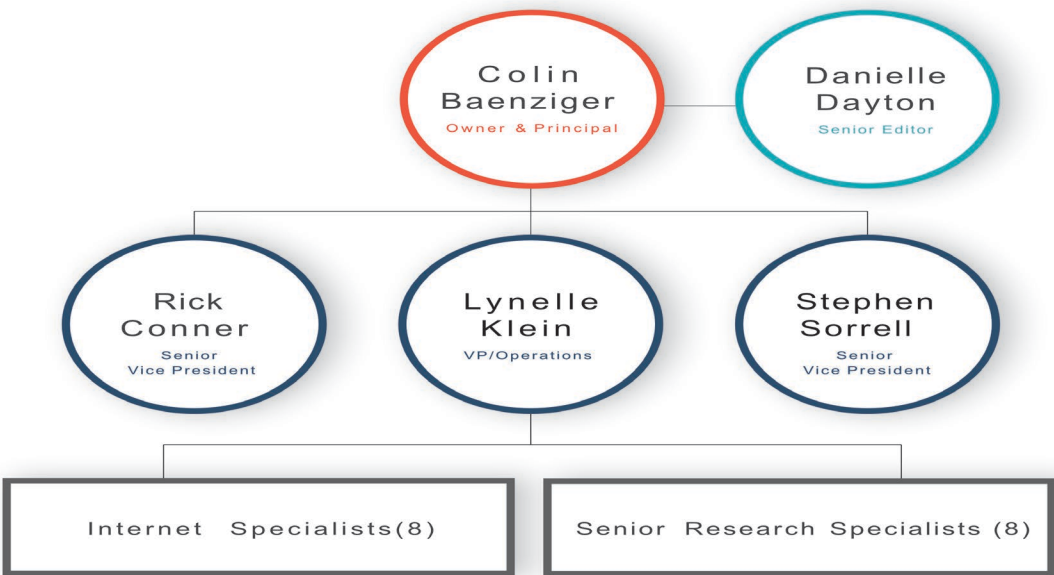 Colin
Baenziger
Owner & Principal
Danielle
Dayton
Senior Editor
Rick
Conner
Senior
Vice President
Lynelle
Klein
VP/Operations
Stephen
Sorrell
Senior
Vice President
Internet Specialists(8)
Senior Research Specialists (8)